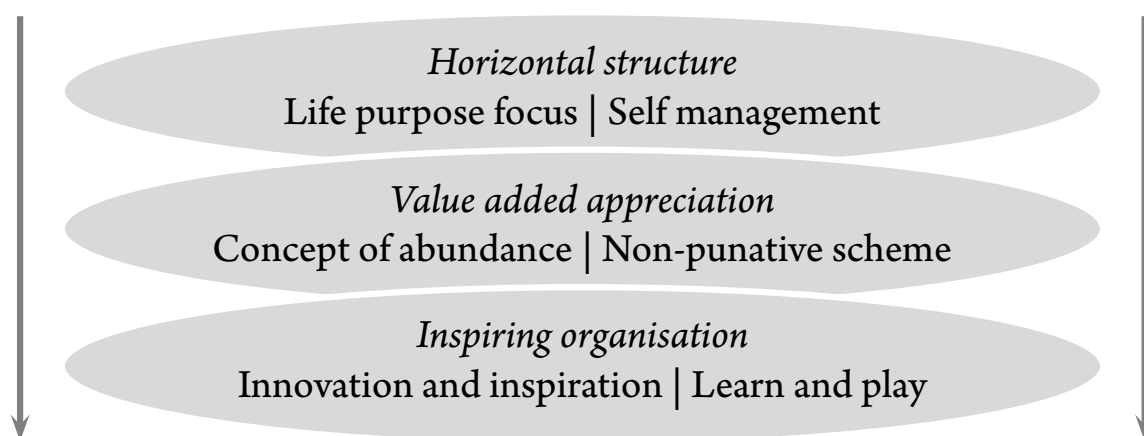 Horizontal structure
Life purpose focus | Self management
Value added appreciation
Concept of abundance | Non-punative scheme
Inspiring organisation
Innovation and inspiration | Learn and play